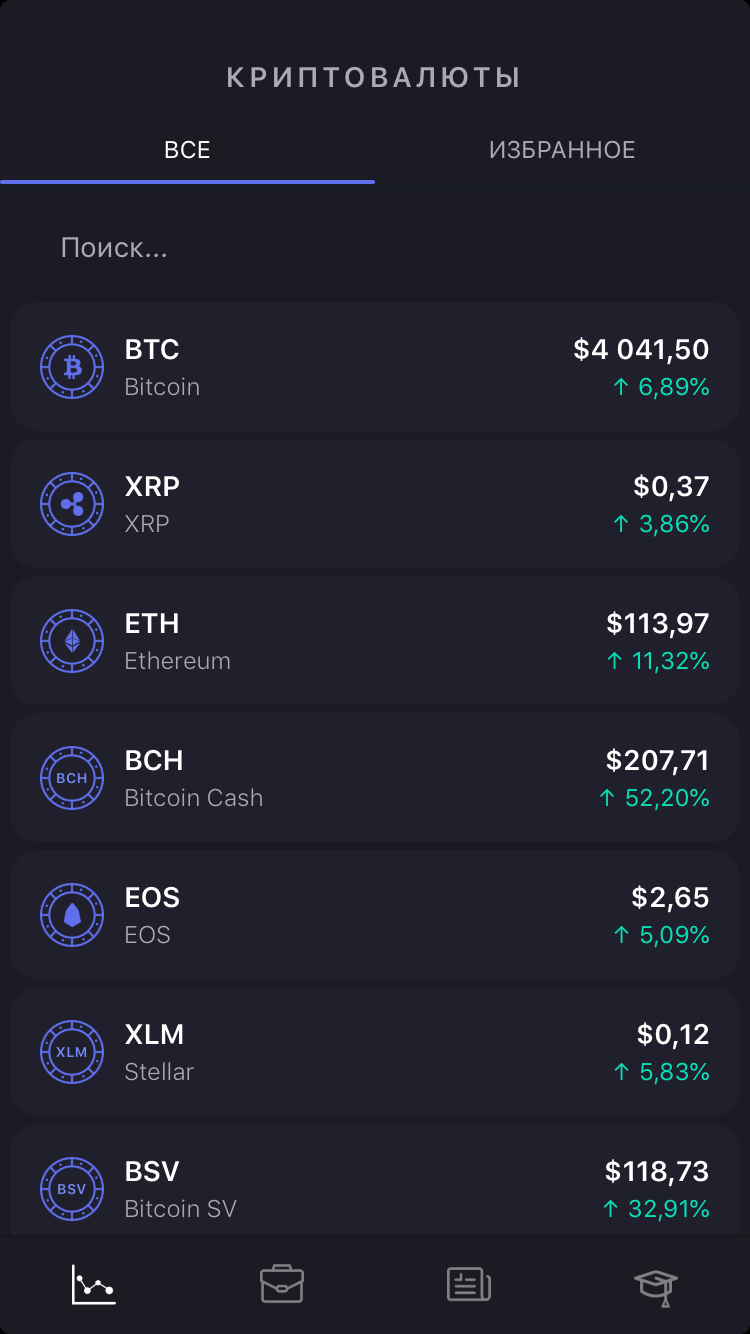 КРИПТОВАЛЮТЫ
ВСЕ ИЗБРАННОЕ
Поиск...
BTC $4 041,50
Bitcoin ↑ 6,89%
XRP $0,37
XRP ↑ 3,86%
ETH $113,97
Ethereum ↑ 11,32%
BCH BCH $207,71
Bitcoin Cash ↑ 52,20%
EOS $2,65
EOS ↑ 5,09%
XLM XLM $0,12
Stellar ↑ 5,83%
BSV BSV $118,73
Bitcoin SV ↑ 32,91%